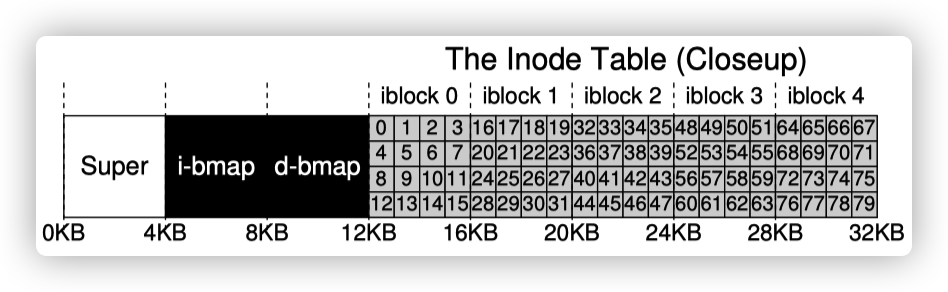 The Inode Table (Closeup)
iblock 0 iblock 1 iblock 2 iblock 3 iblock 4
0 1 2 3 16 17 18 19 32 33 34 35 48 49 50 51 64 65 66 67
Super i-bmap d-bmap
4 5 6 7 20 21 22 23 36 37 38 39 52 53 54 55 68 69 70 71
8 9 10 11 24 25 26 27 40 41 42 43 56 57 58 59 72 73 74 75
12 13 14 15 28 29 30 31 44 45 46 47 60 61 62 63 76 77 78 79
0KB 4KB 8KB 12KB 16KB 20KB 24KB 28KB 32KB